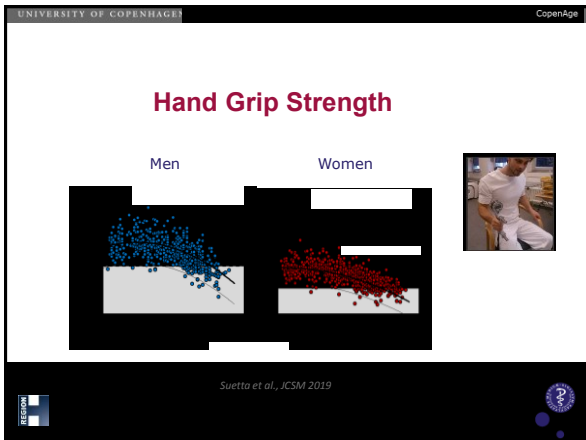 UNIVERSITY OF COPENHAGEN
CopenAge
Hand Grip Strength
Men
Women
Suetta et al., JCSM 2019
REGION
H